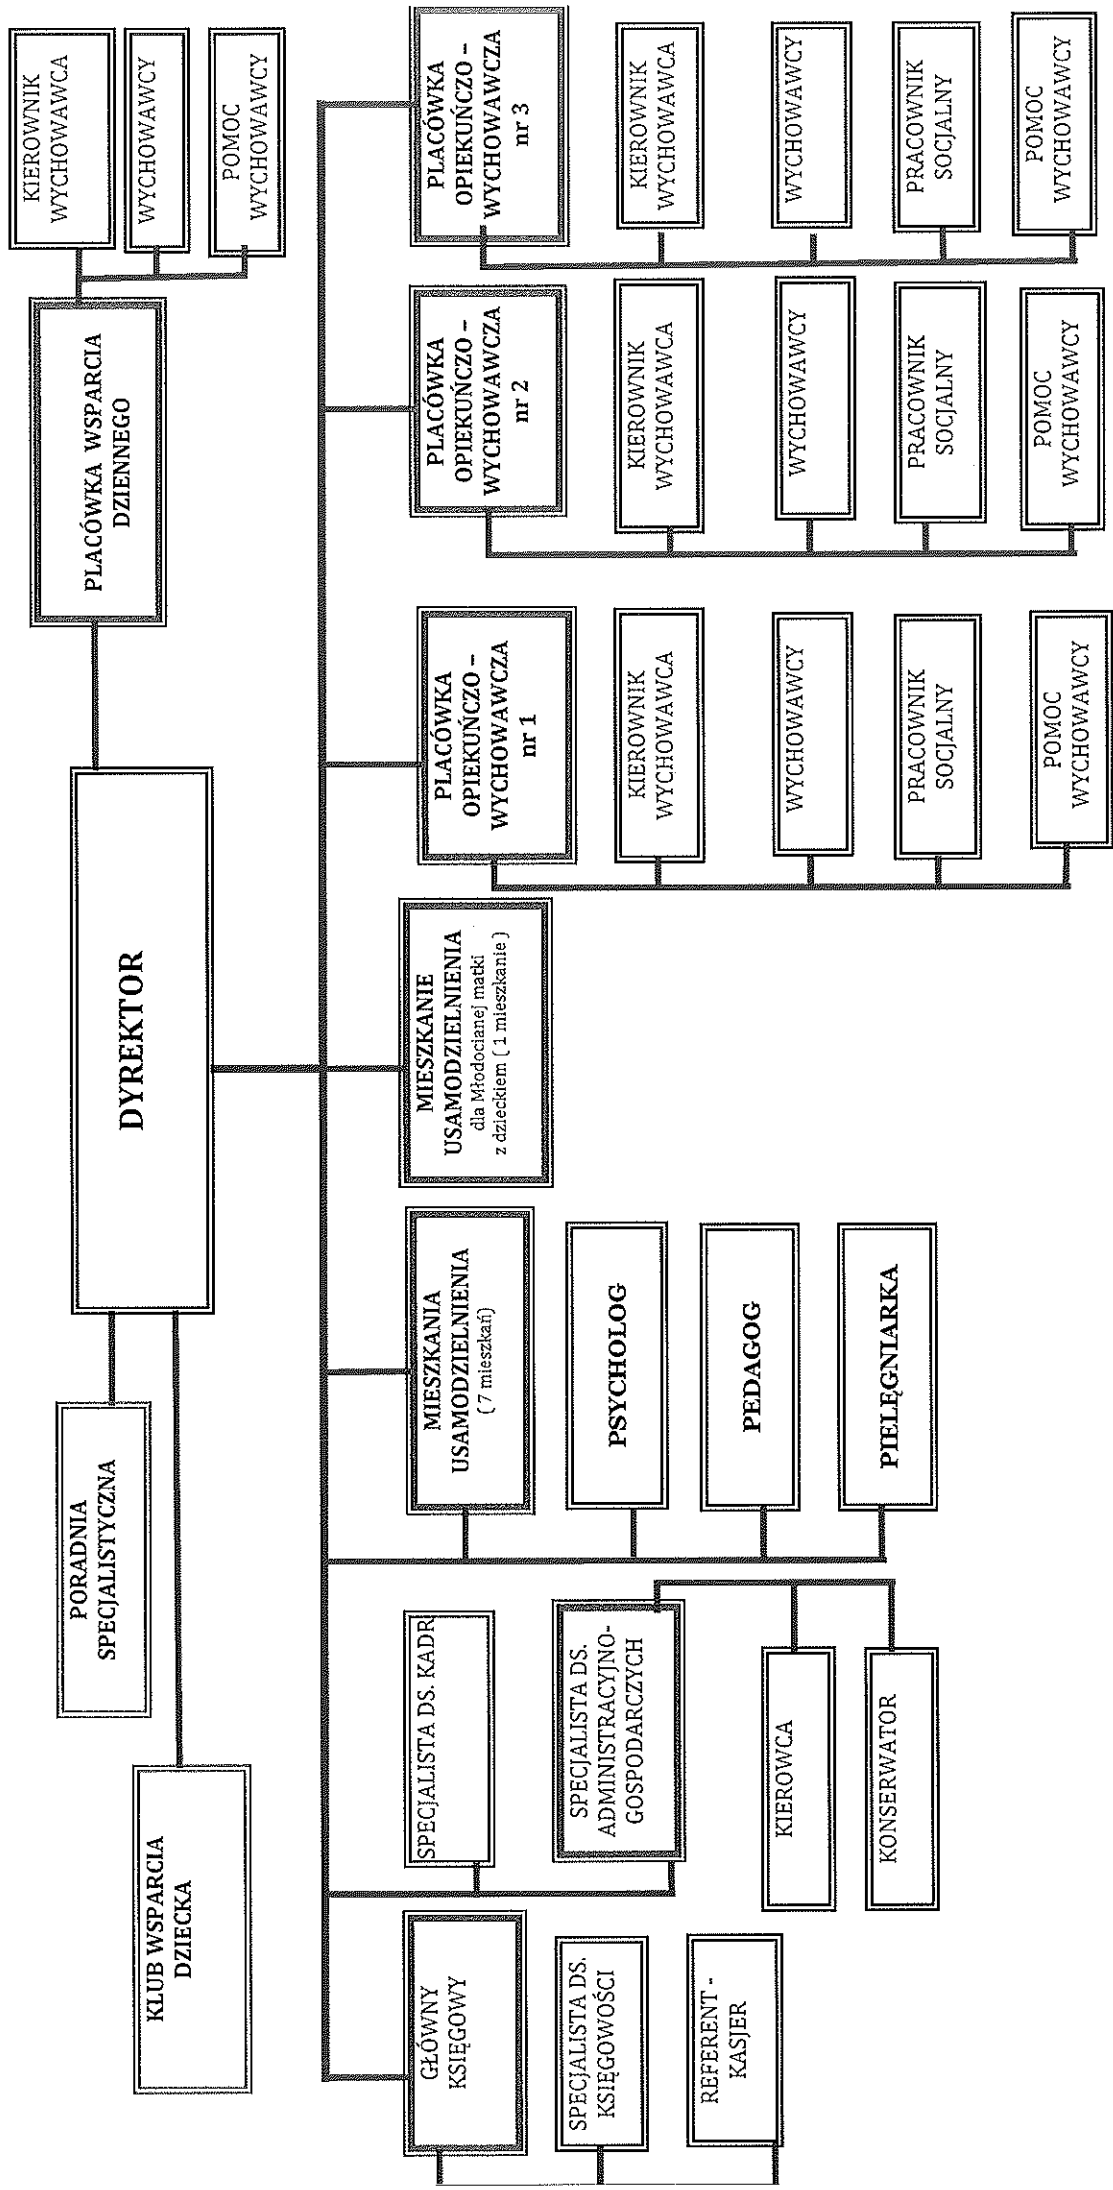 DYREKTOR
PORADNIA
SPECJALISTYCZNA
KLUB WSPARCIA
DZIECKA
PLACÓWKA WSPARCIA
DZIENNEGO
KIEROWNIK
WYCHOWAWCA
WYCHOWAWCY
POMOC
WYCHOWAWCY
GŁÓWNY
KSIĘGOWY
SPECJALISTA DS.
KSIĘGOWOŚCI
REFERENT -
KASJER
SPECJALISTA DS. KADR
SPECJALISTA DS.
ADMINISTRACYJNO-
GOSPODARCZYCH
KIEROWCA
KONSERWATOR
MIESZKANIA
USAMODZIELNIENIA
( 7 mieszkań)
PSYCHOLOG
PEDAGOG
PIELĘGNIARKA
MIESZKANIE
USAMODZIELNIENIA
dla Młodocianej matki
z dzieckiem ( 1 mieszkanie )
PLACÓWKA
OPIEKUŃCZO –
WYCHOWAWCZA
nr 1
KIEROWNIK
WYCHOWAWCA
WYCHOWAWCY
PRACOWNIK
SOCJALNY
POMOC
WYCHOWAWCY
PLACÓWKA
OPIEKUŃCZO –
WYCHOWAWCZA
nr 2
KIEROWNIK
WYCHOWAWCA
WYCHOWAWCY
PRACOWNIK
SOCJALNY
POMOC
WYCHOWAWCY
PLACÓWKA
OPIEKUŃCZO –
WYCHOWAWCZA
nr 3
KIEROWNIK
WYCHOWAWCA
WYCHOWAWCY
PRACOWNIK
SOCJALNY
POMOC
WYCHOWAWCY